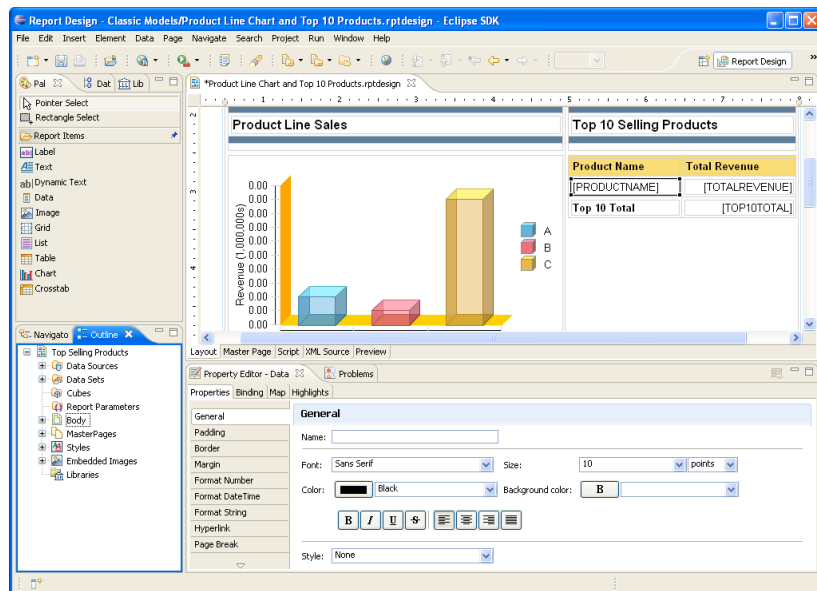 Report Design - Classic Models/Product Line Chart and Top 10 Products.rptdesign - Eclipse SDK
File Edit Insert Element Data Page Navigate Search Project Run Window Help
Report Design
Pal Dat Lib
Pointer Select
Rectangle Select
Report Items
Label
Text
Dynamic Text
Data
Image
Grid
List
Table
Chart
Crosstab
*Product Line Chart and Top 10 Products.rptdesign
1 2 3 4 5 6 7 8
Product Line Sales
Top 10 Selling Products
Product Name Total Revenue
[PRODUCTNAME] [TOTALREVENUE]
Top 10 Total [TOP10TOTAL]
Revenue (1,000,000s)
0.00
0.00
0.00
0.00
0.00
0.00
0.00
0.00
0.00
0.00
0.00
A
B
C
Layout Master Page Script XML Source Preview
Navigato Outline
Top Selling Products
Data Sources
Data Sets
Cubes
Report Parameters
Body
MasterPages
Styles
Embedded Images
Libraries
Property Editor - Data Problems
Properties Binding Map Highlights
General
Padding
Border
Margin
Format Number
Format DateTime
Format String
Hyperlink
Page Break
General
Name:
Font: Sans Serif Size: 10 points
Color: Black Background color: B
B I U S
Style: None